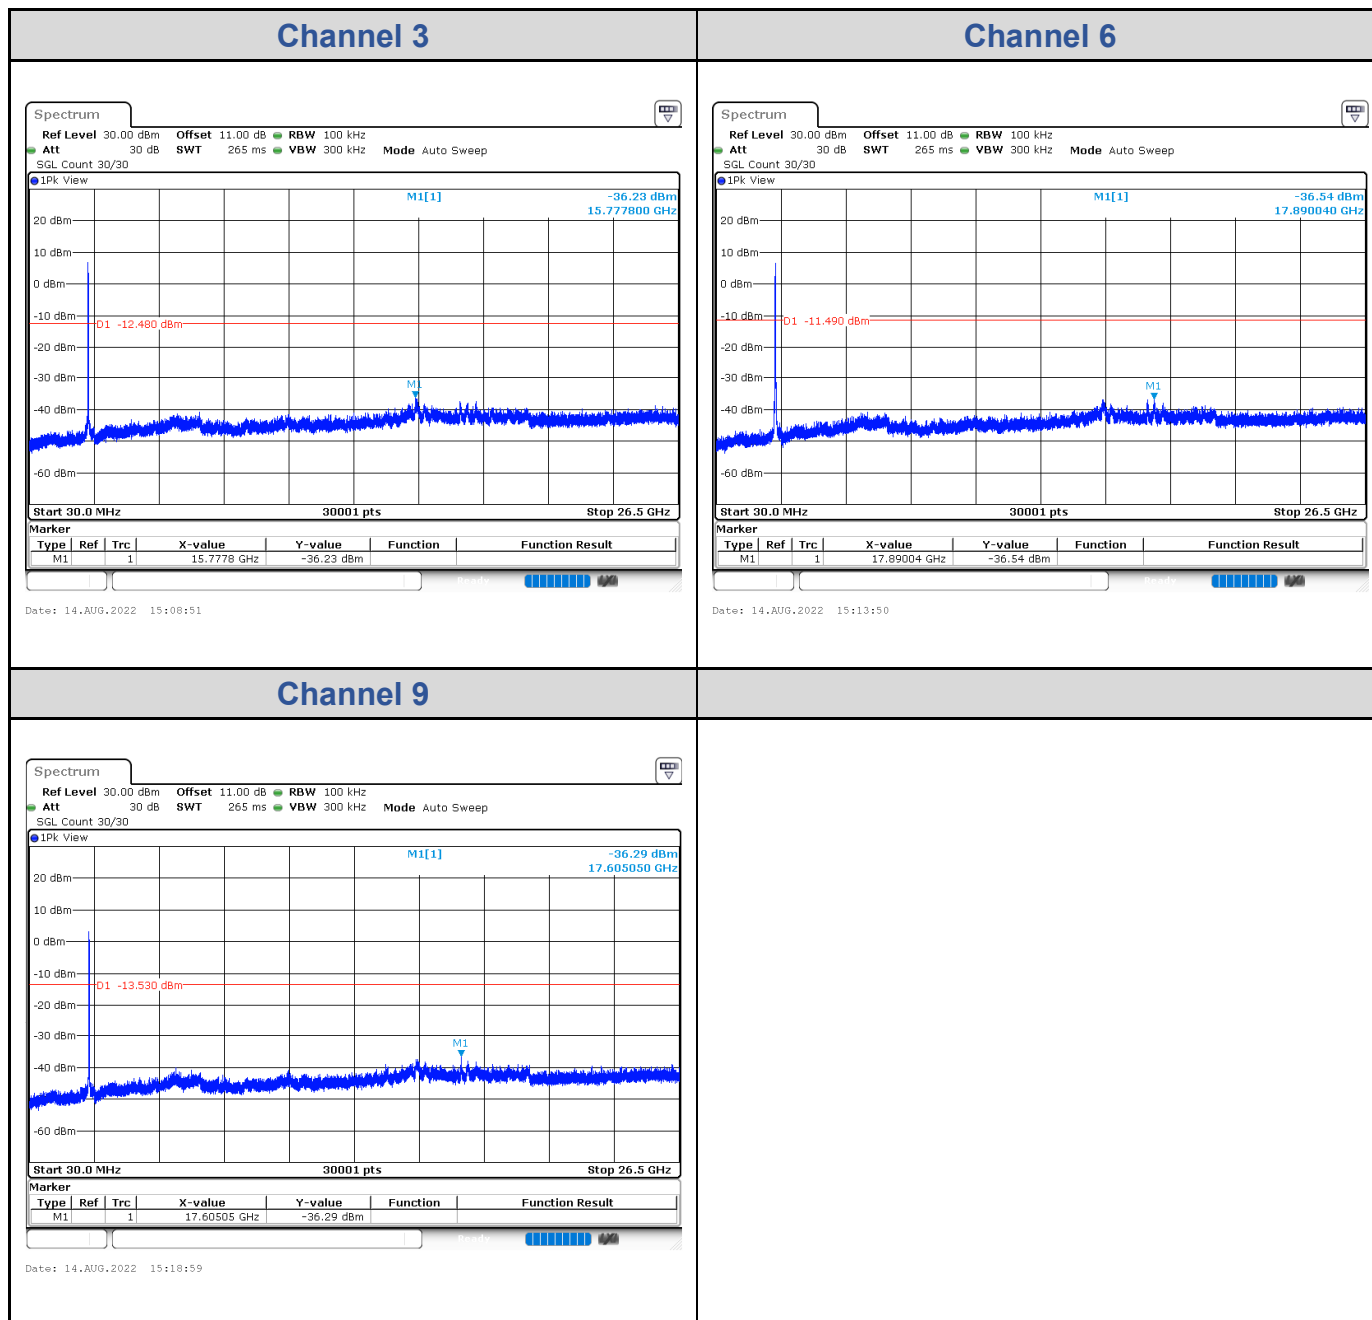 Channel 3
Channel 6
Spectrum
Ref Level 30.00 dBm Offset 11.00 dB RBW 100 kHz
Att 30 dB SWT 265 ms VBW 300 kHz Mode Auto Sweep
SGL Count 30/30
1Pk View
M1[1] -36.23 dBm
15.777800 GHz
20 dBm
10 dBm
0 dBm
-10 dBm
D1 -12.480 dBm
-20 dBm
-30 dBm
M1
-40 dBm
-60 dBm
Start 30.0 MHz 30001 pts Stop 26.5 GHz
Marker
Type Ref Trc X-value Y-value Function Function Result
M1 1 15.7778 GHz -36.23 dBm
Ready
Date: 14.AUG.2022 15:08:51
Spectrum
Ref Level 30.00 dBm Offset 11.00 dB RBW 100 kHz
Att 30 dB SWT 265 ms VBW 300 kHz Mode Auto Sweep
SGL Count 30/30
1Pk View
M1[1] -36.54 dBm
17.890040 GHz
20 dBm
10 dBm
0 dBm
-10 dBm
D1 -11.490 dBm
-20 dBm
-30 dBm
M1
-40 dBm
-60 dBm
Start 30.0 MHz 30001 pts Stop 26.5 GHz
Marker
Type Ref Trc X-value Y-value Function Function Result
M1 1 17.89004 GHz -36.54 dBm
Ready
Date: 14.AUG.2022 15:13:50
Channel 9
Spectrum
Ref Level 30.00 dBm Offset 11.00 dB RBW 100 kHz
Att 30 dB SWT 265 ms VBW 300 kHz Mode Auto Sweep
SGL Count 30/30
1Pk View
M1[1] -36.29 dBm
17.605050 GHz
20 dBm
10 dBm
0 dBm
-10 dBm
D1 -13.530 dBm
-20 dBm
-30 dBm
M1
-40 dBm
-60 dBm
Start 30.0 MHz 30001 pts Stop 26.5 GHz
Marker
Type Ref Trc X-value Y-value Function Function Result
M1 1 17.60505 GHz -36.29 dBm
Ready
Date: 14.AUG.2022 15:18:59